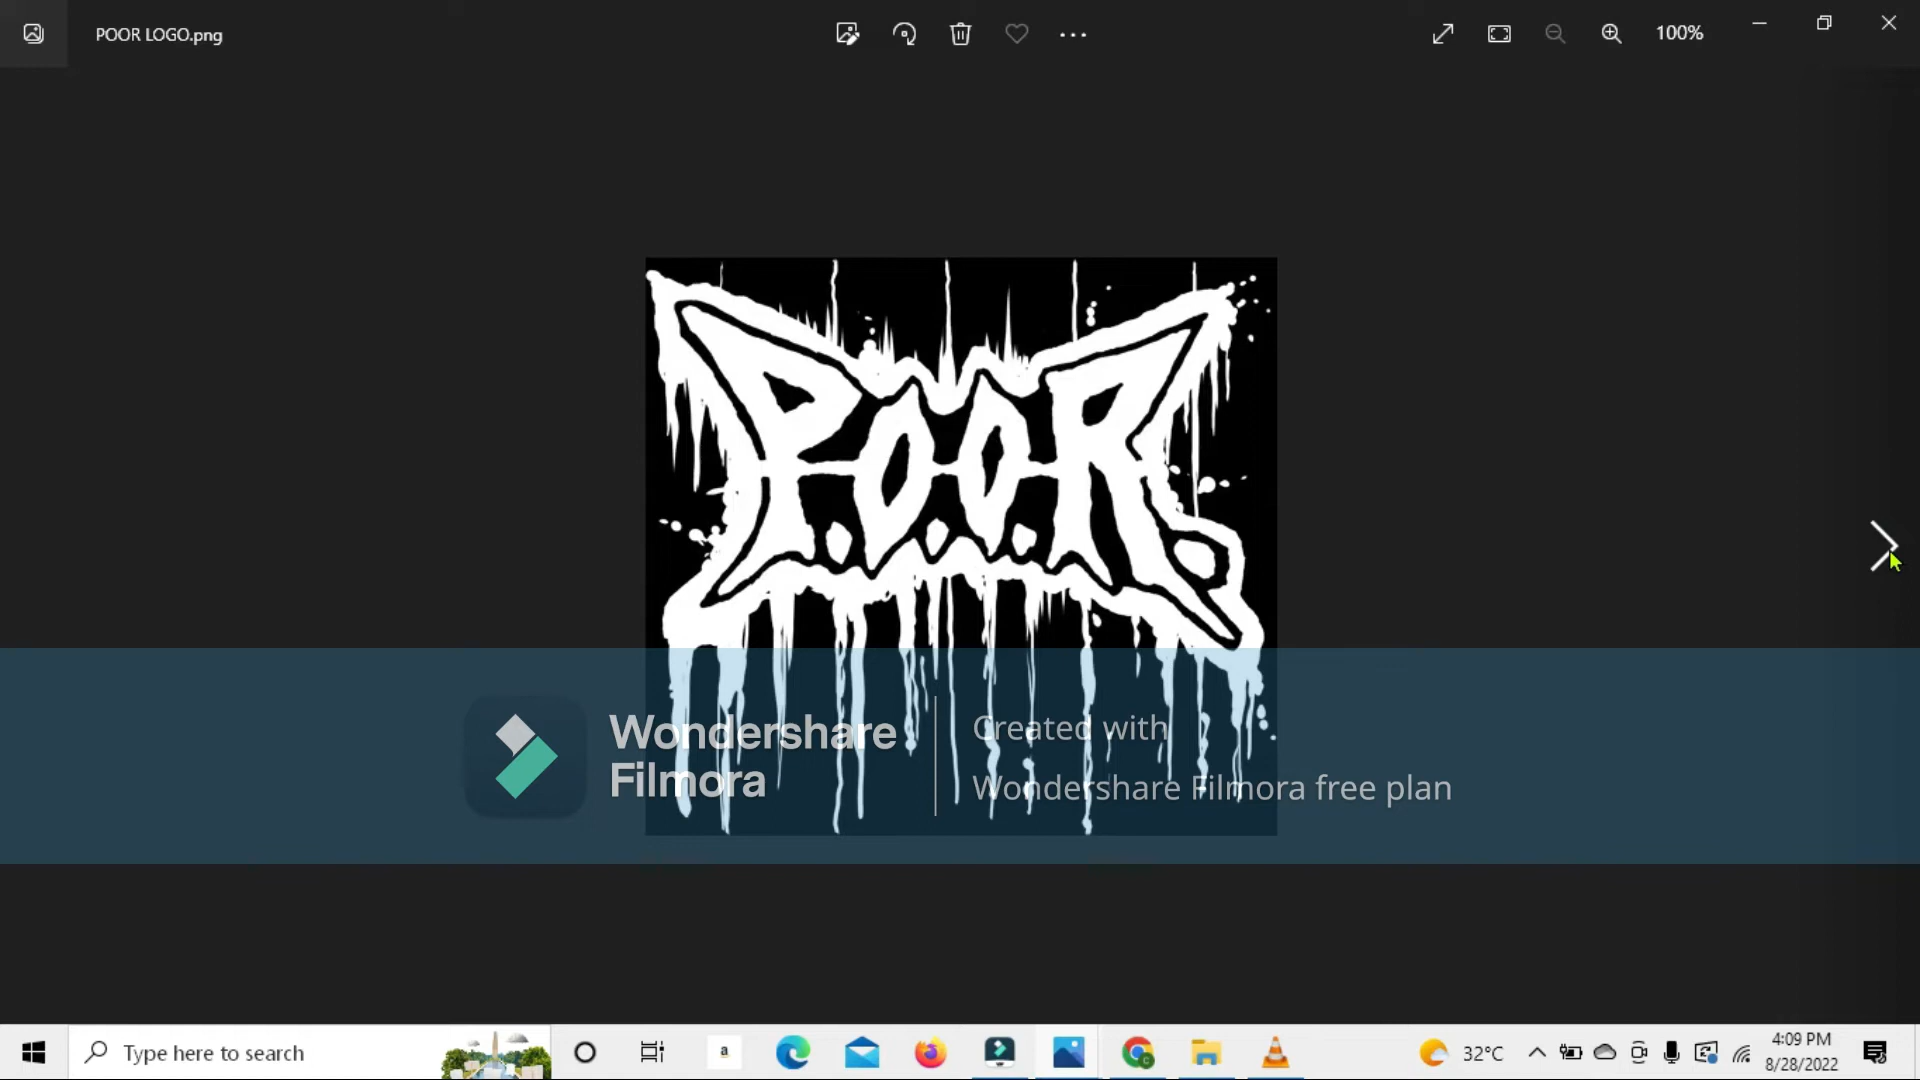 POOR LOGO.png
100%
P.O.O.R.
Wondershare
Filmora
Created with
Wondershare Filmora free plan
Type here to search
a
32°C
4:09 PM
8/28/2022